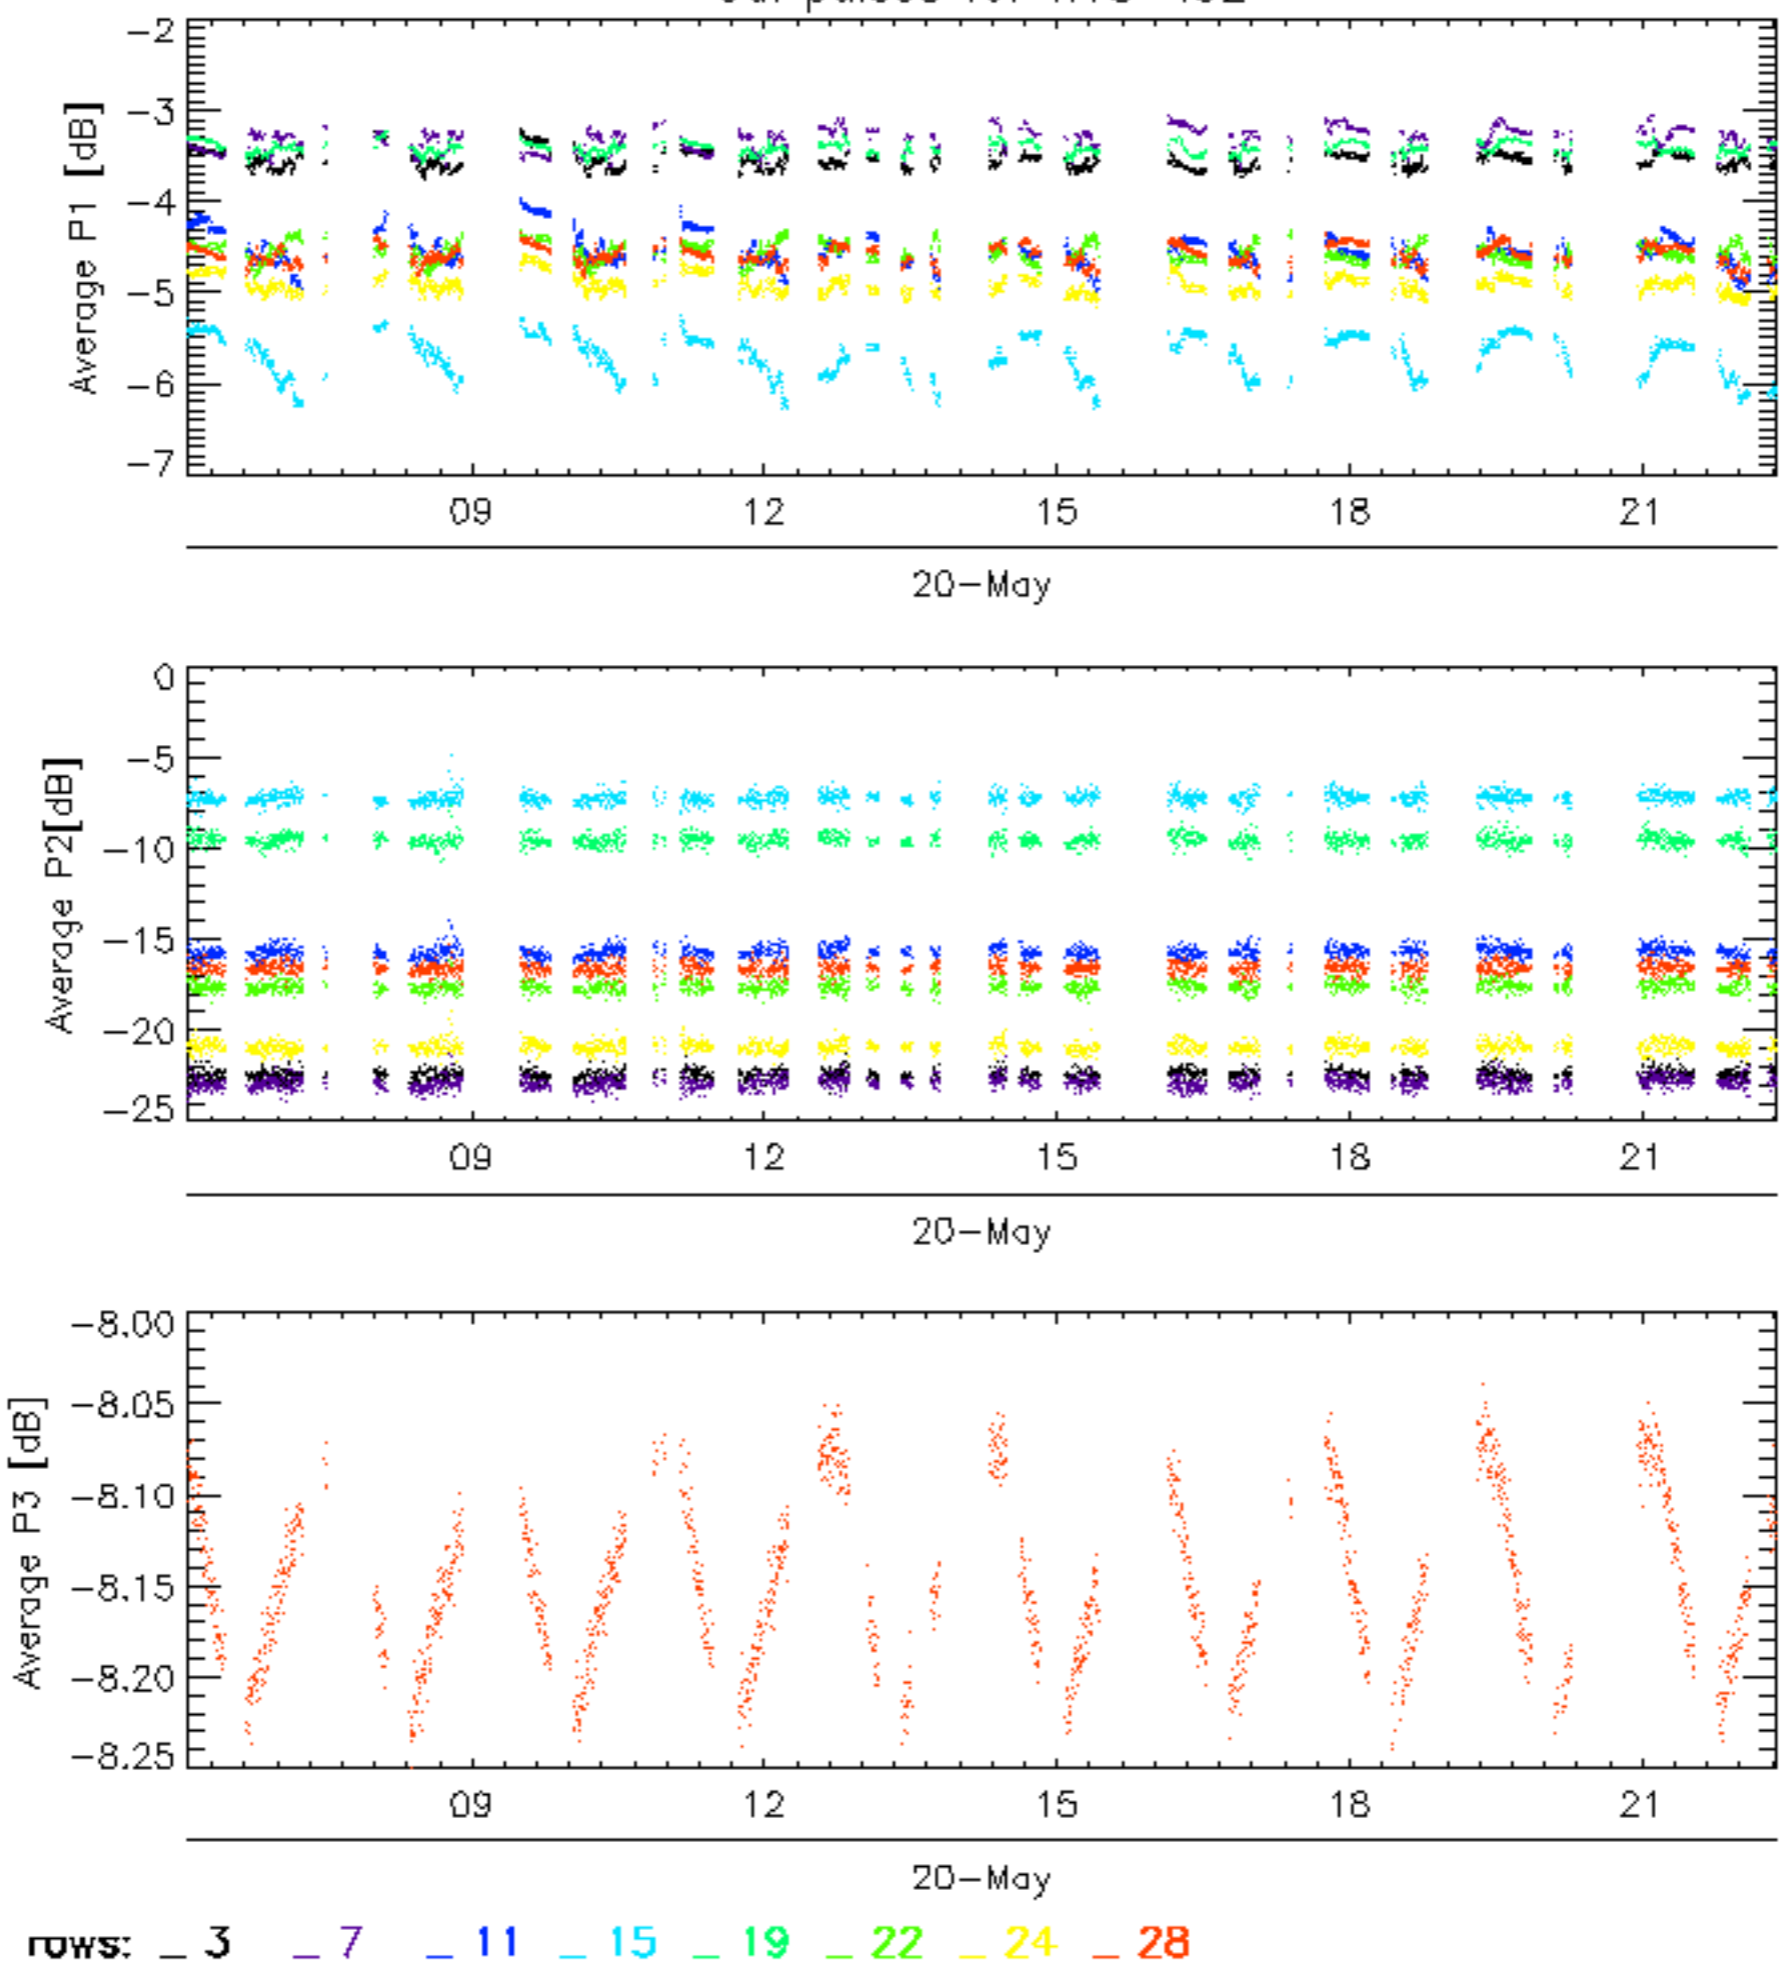 -2
-3
-4
-5
-6
-7
Average P1 [dB]
09 12 15 18 21
20-May
0
-5
-10
-15
-20
-25
Average P2[dB]
09 12 15 18 21
20-May
-8.00
-8.05
-8.10
-8.15
-8.20
-8.25
Average P3 [dB]
09 12 15 18 21
20-May
rows: _ 3 _ 7 _ 11 _ 15 _ 19 _ 22 _ 24 _ 28